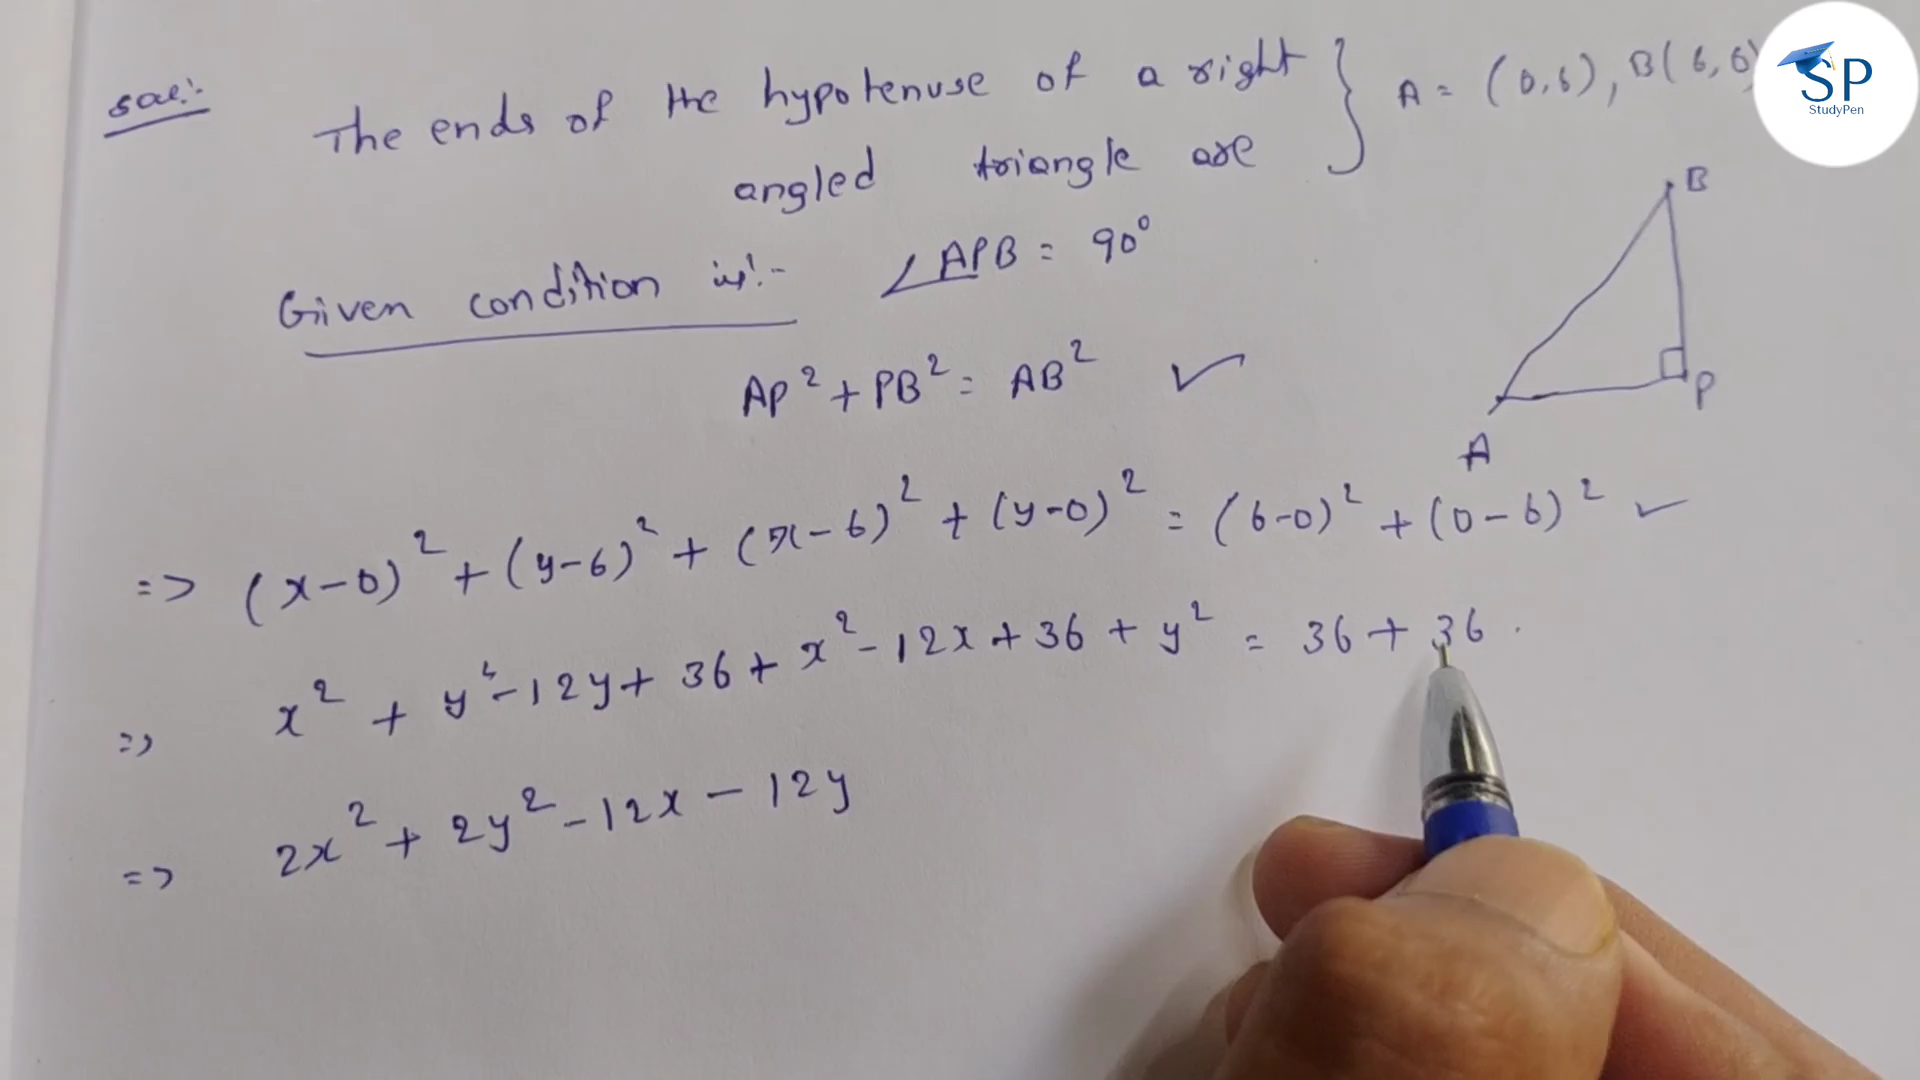 Sol:-
The ends of the hypotenuse of a right
angled triangle are } A = (0,6), B(6,0)
SP
StudyPen
Given condition is:- ∠APB = 90°
AP² + PB² = AB² ✓
B
P
A
=> (x-0)² + (y-6)² + (x-6)² + (y-0)² = (6-0)² + (0-6)² ✓
=> x² + y² - 12y + 36 + x² - 12x + 36 + y² = 36 + 36 .
=> 2x² + 2y² - 12x - 12y